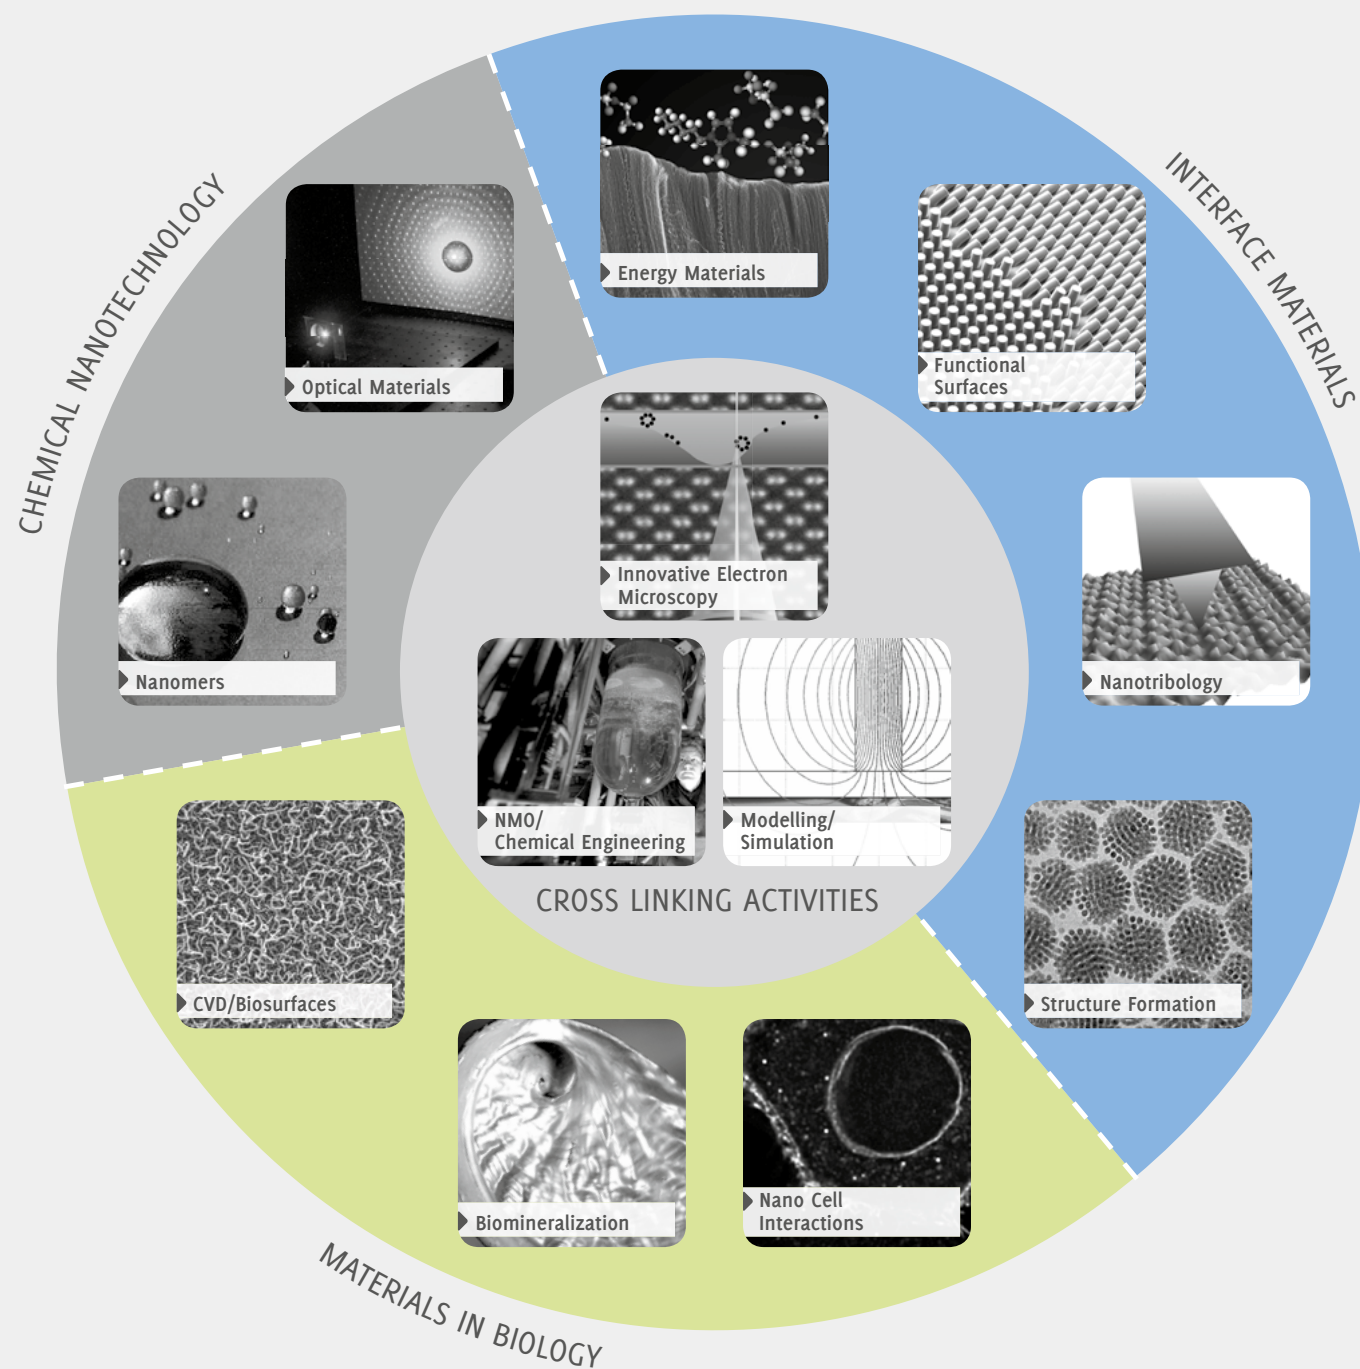 CHEMICAL NANOTECHNOLOGY
INTERFACE MATERIALS
Energy Materials
Optical Materials
Functional
Surfaces
Innovative Electron
Microscopy
Nanomers
Nanotribology
NMO/
Chemical Engineering
Modelling/
Simulation
CROSS LINKING ACTIVITIES
CVD/Biosurfaces
Structure Formation
Biomineralization
Nano Cell
Interactions
MATERIALS IN BIOLOGY